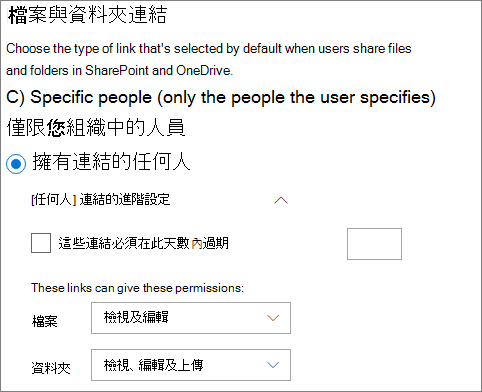 檔案與資料夾連結
Choose the type of link that's selected by default when users share files
and folders in SharePoint and OneDrive.
C) Specific people (only the people the user specifies)
僅限您組織中的人員
擁有連結的任何人
[任何人] 連結的進階設定
這些連結必須在此天數內過期
These links can give these permissions:
檔案 檢視及編輯
資料夾 檢視、編輯及上傳